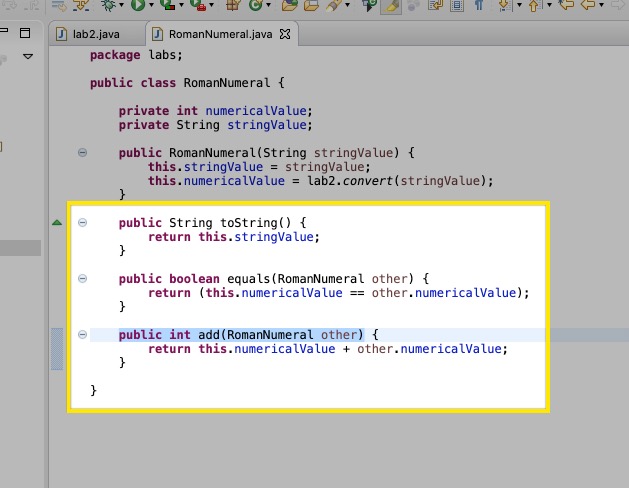 lab2.java
RomanNumeral.java
package labs;
public class RomanNumeral {
private int numericalValue;
private String stringValue;
public RomanNumeral(String stringValue) {
this.stringValue = stringValue;
this.numericalValue = lab2.convert(stringValue);
}
public String toString() {
return this.stringValue;
}
public boolean equals(RomanNumeral other) {
return (this.numericalValue == other.numericalValue);
}
public int add(RomanNumeral other) {
return this.numericalValue + other.numericalValue;
}
}